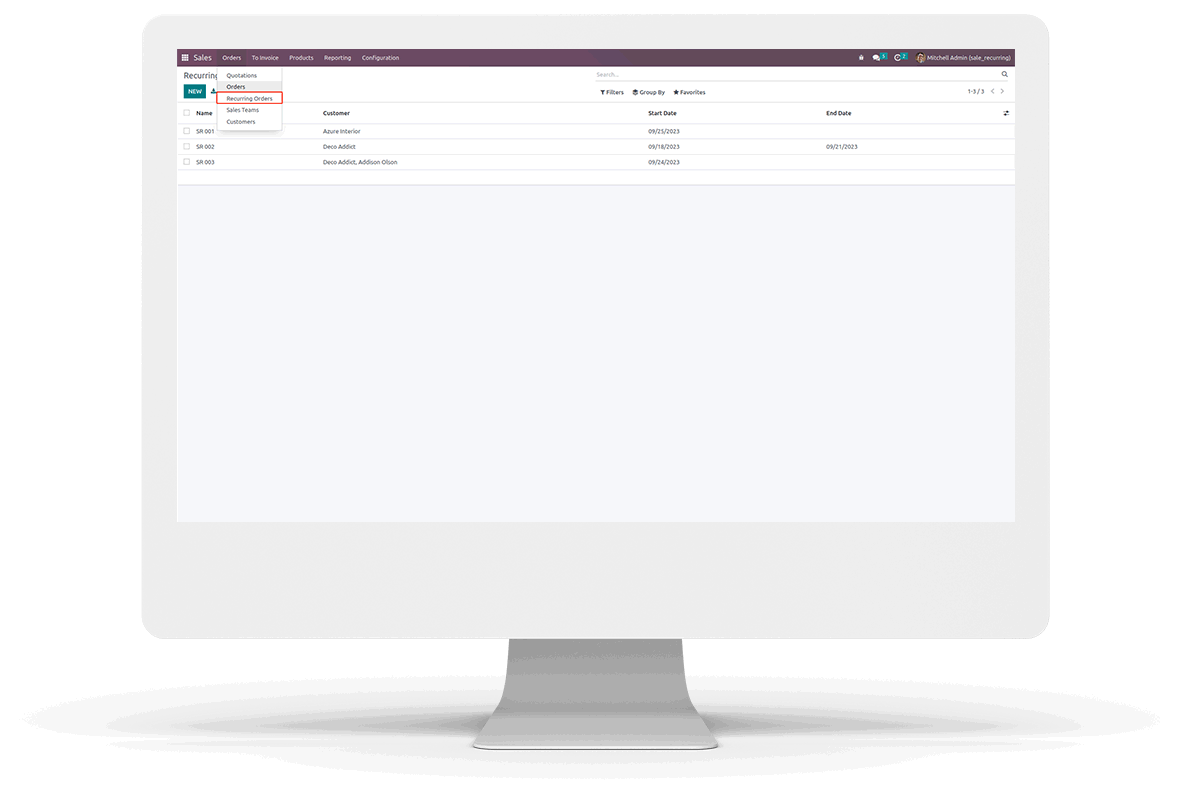 Sales Orders To Invoice Products Reporting Configuration 5 2 Mitchell Admin (sale_recurring)
Recurring Quotations Search...
Orders
NEW Recurring Orders Filters Group By Favorites 1-3 / 3
Sales Teams
Name Customer Start Date End Date
Customers
SR 001 Azure Interior 09/25/2023
SR 002 Deco Addict 09/18/2023 09/21/2023
SR 003 Deco Addict, Addison Olson 09/24/2023